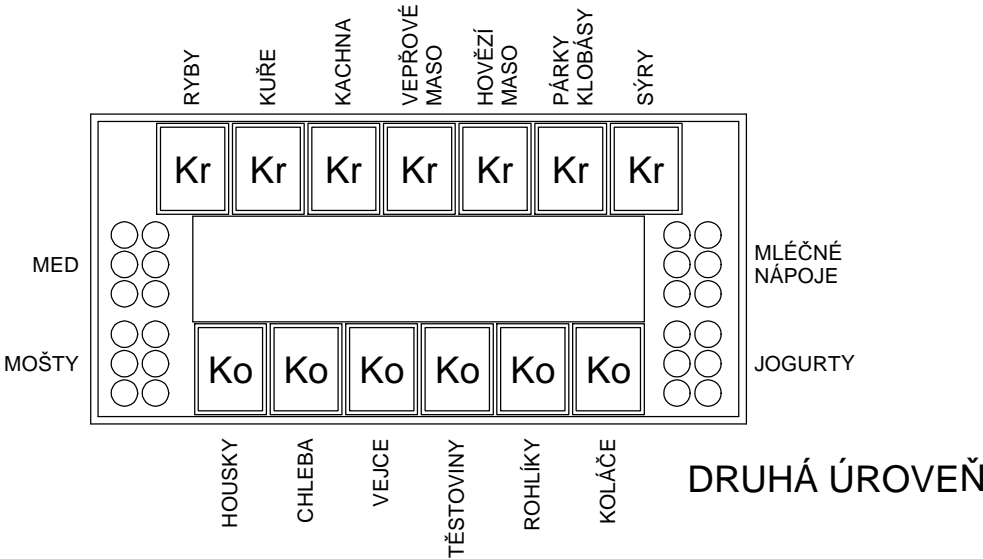 RYBY
KUŘE
KACHNA
VEPŘOVÉ
MASO
HOVĚZÍ
MASO
PÁRKY
KLOBÁSY
SÝRY
Kr Kr Kr Kr Kr Kr Kr
MED
MLÉČNÉ
NÁPOJE
MOŠTY
JOGURTY
Ko Ko Ko Ko Ko Ko
HOUSKY
CHLEBA
VEJCE
TĚSTOVINY
ROHLÍKY
KOLÁČE
DRUHÁ ÚROVEŇ